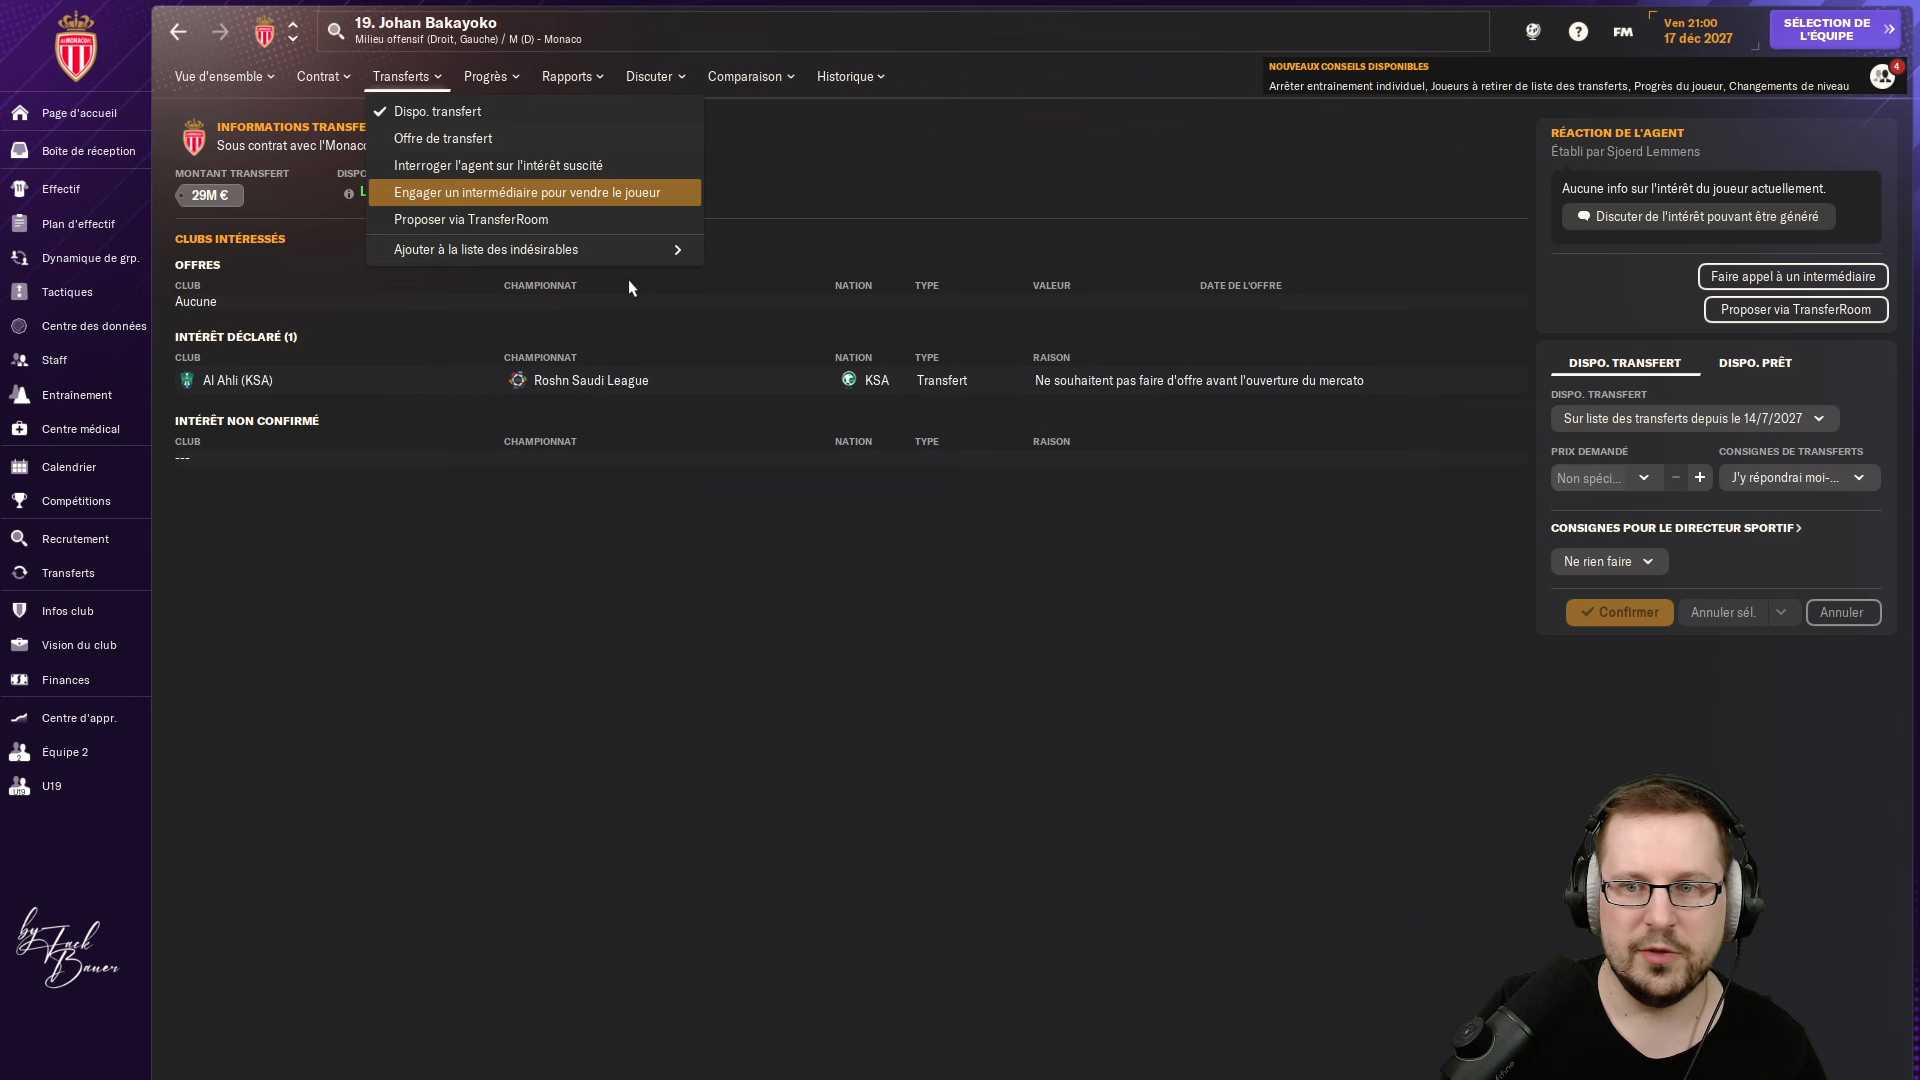 19. Johan Bakayoko
Milieu offensif (Droit, Gauche) / M (D) - Monaco
FM
Ven 21:00
17 déc 2027
SÉLECTION DE
L'ÉQUIPE
Vue d'ensemble
Contrat
Transferts
Progrès
Rapports
Discuter
Comparaison
Historique
NOUVEAUX CONSEILS DISPONIBLES
Arrêter entraînement individuel, Joueurs à retirer de liste des transferts, Progrès du joueur, Changements de niveau
4
Page d'accueil
Boîte de réception
Effectif
Plan d'effectif
Dynamique de grp.
Tactiques
Centre des données
Staff
Entraînement
Centre médical
Calendrier
Compétitions
Recrutement
Transferts
Infos club
Vision du club
Finances
Centre d'appr.
2
Équipe 2
U19
U19
by Jack
Bauer
INFORMATIONS TRANSFE
Sous contrat avec l'Monaco
MONTANT TRANSFERT
DISPO
29M €
L
Dispo. transfert
Offre de transfert
Interroger l'agent sur l'intérêt suscité
Engager un intermédiaire pour vendre le joueur
Proposer via TransferRoom
Ajouter à la liste des indésirables
CLUBS INTÉRESSÉS
OFFRES
CLUB CHAMPIONNAT NATION TYPE VALEUR DATE DE L'OFFRE
Aucune
INTÉRÊT DÉCLARÉ (1)
CLUB CHAMPIONNAT NATION TYPE RAISON
Al Ahli (KSA) Roshn Saudi League KSA Transfert Ne souhaitent pas faire d'offre avant l'ouverture du mercato
INTÉRÊT NON CONFIRMÉ
CLUB CHAMPIONNAT NATION TYPE RAISON
---
RÉACTION DE L'AGENT
Établi par Sjoerd Lemmens
Aucune info sur l'intérêt du joueur actuellement.
Discuter de l'intérêt pouvant être généré
Faire appel à un intermédiaire
Proposer via TransferRoom
DISPO. TRANSFERT DISPO. PRÊT
DISPO. TRANSFERT
Sur liste des transferts depuis le 14/7/2027
PRIX DEMANDÉ CONSIGNES DE TRANSFERTS
Non spéci... J'y répondrai moi-...
CONSIGNES POUR LE DIRECTEUR SPORTIF
Ne rien faire
Confirmer Annuler sél. Annuler